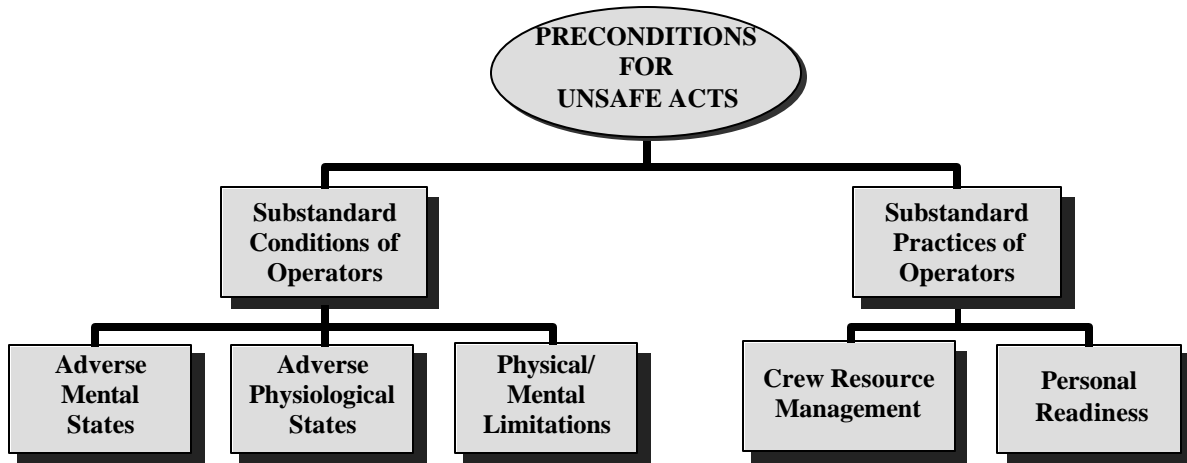 PRECONDITIONS
FOR
UNSAFE ACTS
Substandard
Conditions of
Operators
Substandard
Practices of
Operators
Adverse
Mental
States
Adverse
Physiological
States
Physical/
Mental
Limitations
Crew Resource
Management
Personal
Readiness